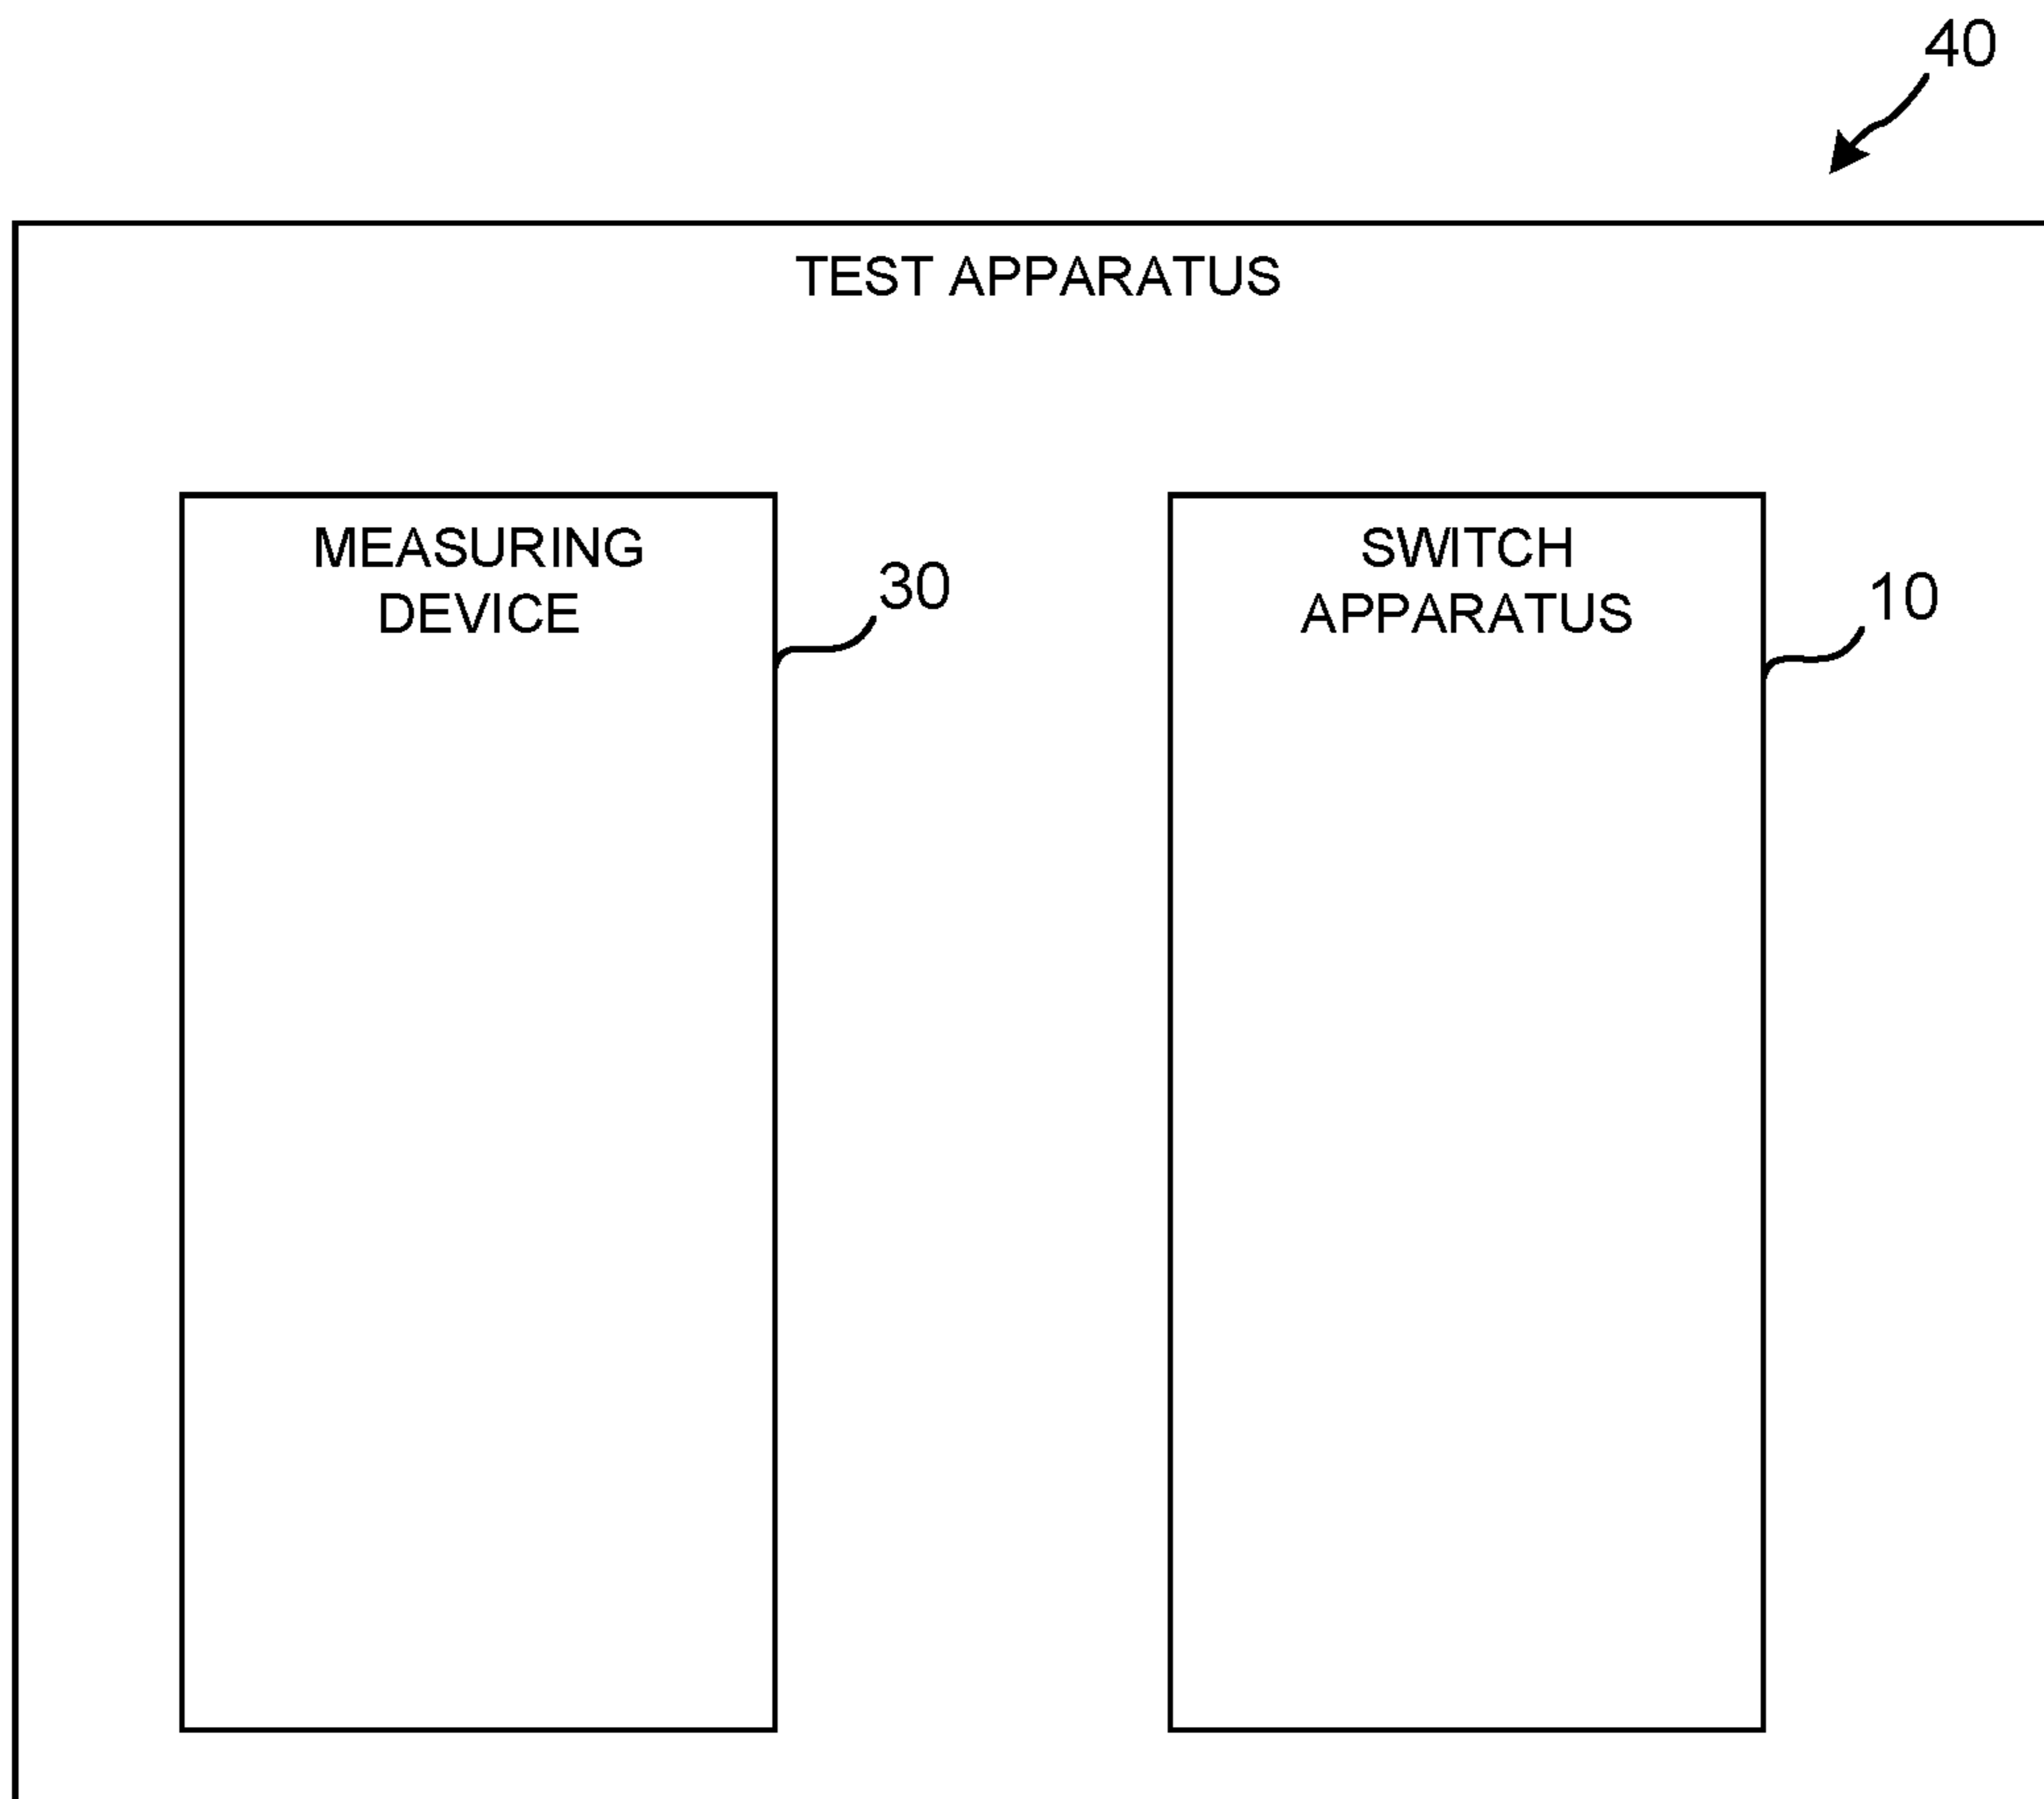 40
TEST APPARATUS
MEASURING
DEVICE
30
SWITCH
APPARATUS
10